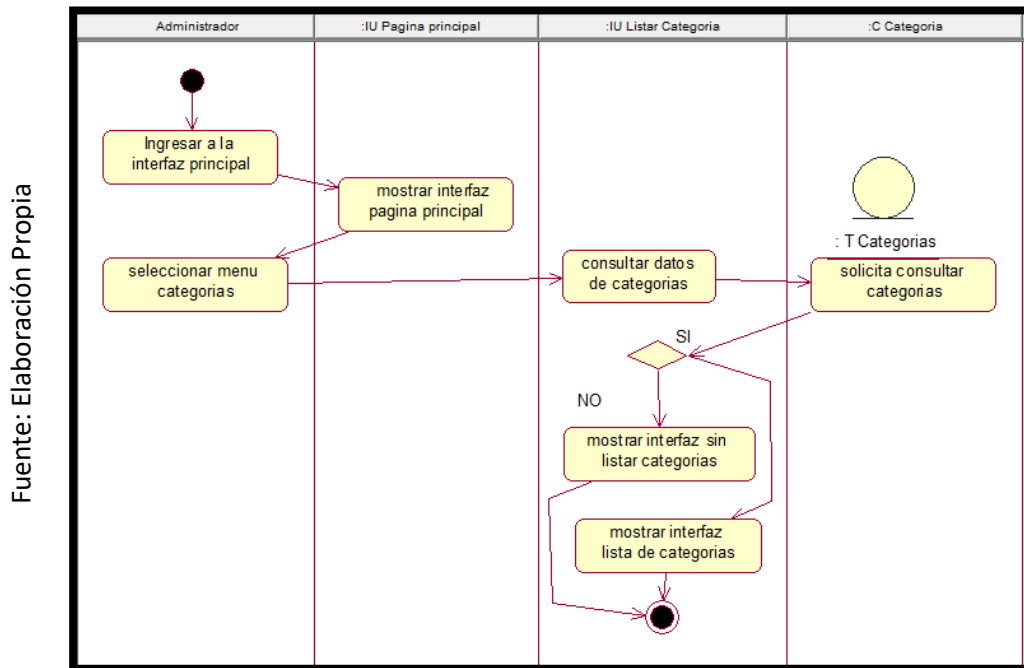 Administrador
:IU Pagina principal
:IU Listar Categoria
:C Categoria
Ingresar a la
interfaz principal
mostrar interfaz
pagina principal
: T Categorias
seleccionar menu
categorias
consultar datos
de categorias
solicita consultar
categorias
SI
NO
mostrar interfaz sin
listar categorias
mostrar interfaz
lista de categorias
Fuente: Elaboración Propia